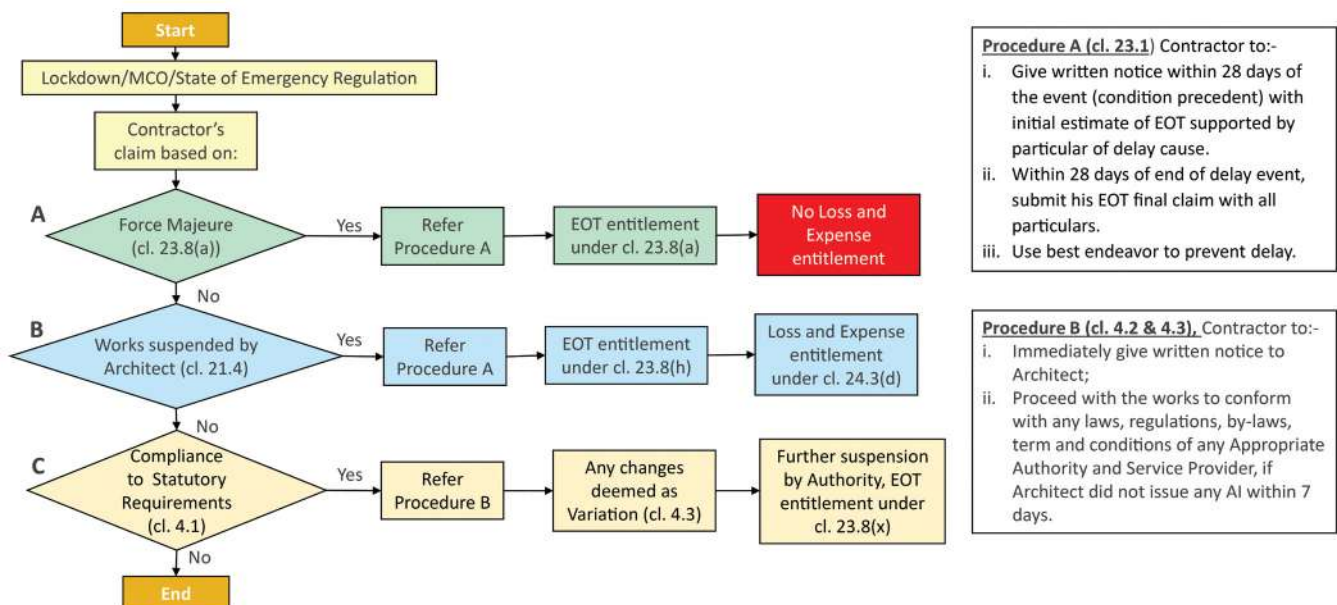 Start
Lockdown/MCO/State of Emergency Regulation
Contractor's
claim based on:
A
Force Majeure
(cl. 23.8(a))
Yes
Refer
Procedure A
EOT entitlement
under cl. 23.8(a)
No Loss and
Expense
entitlement
No
B
Works suspended by
Architect (cl. 21.4)
Yes
Refer
Procedure A
EOT entitlement
under cl. 23.8(h)
Loss and Expense
entitlement
under cl. 24.3(d)
No
C
Compliance
to Statutory
Requirements
(cl. 4.1)
Yes
Refer
Procedure B
Any changes
deemed as
Variation (cl. 4.3)
Further suspension
by Authority, EOT
entitlement under
cl. 23.8(x)
No
End
Procedure A (cl. 23.1) Contractor to:-
i. Give written notice within 28 days of
the event (condition precedent) with
initial estimate of EOT supported by
particular of delay cause.
ii. Within 28 days of end of delay event,
submit his EOT final claim with all
particulars.
iii. Use best endeavor to prevent delay.
Procedure B (cl. 4.2 & 4.3), Contractor to:-
i. Immediately give written notice to
Architect;
ii. Proceed with the works to conform
with any laws, regulations, by-laws,
term and conditions of any Appropriate
Authority and Service Provider, if
Architect did not issue any AI within 7
days.